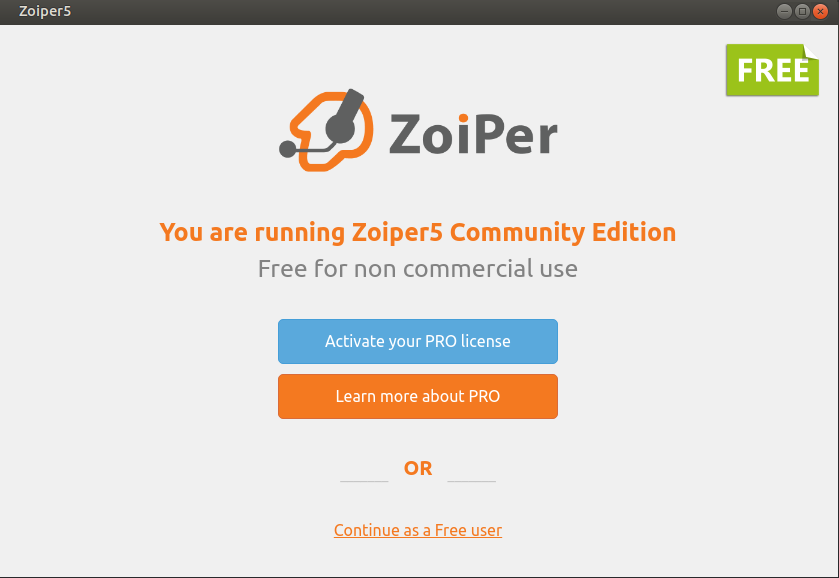 Zoiper5
FREE
ZoiPer
You are running Zoiper5 Community Edition
Free for non commercial use
Activate your PRO license
Learn more about PRO
OR
Continue as a Free user